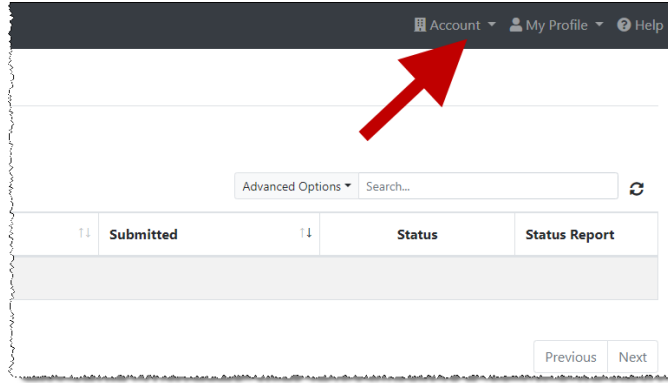 Account My Profile Help
Advanced Options Search...
Submitted Status Status Report
Previous Next